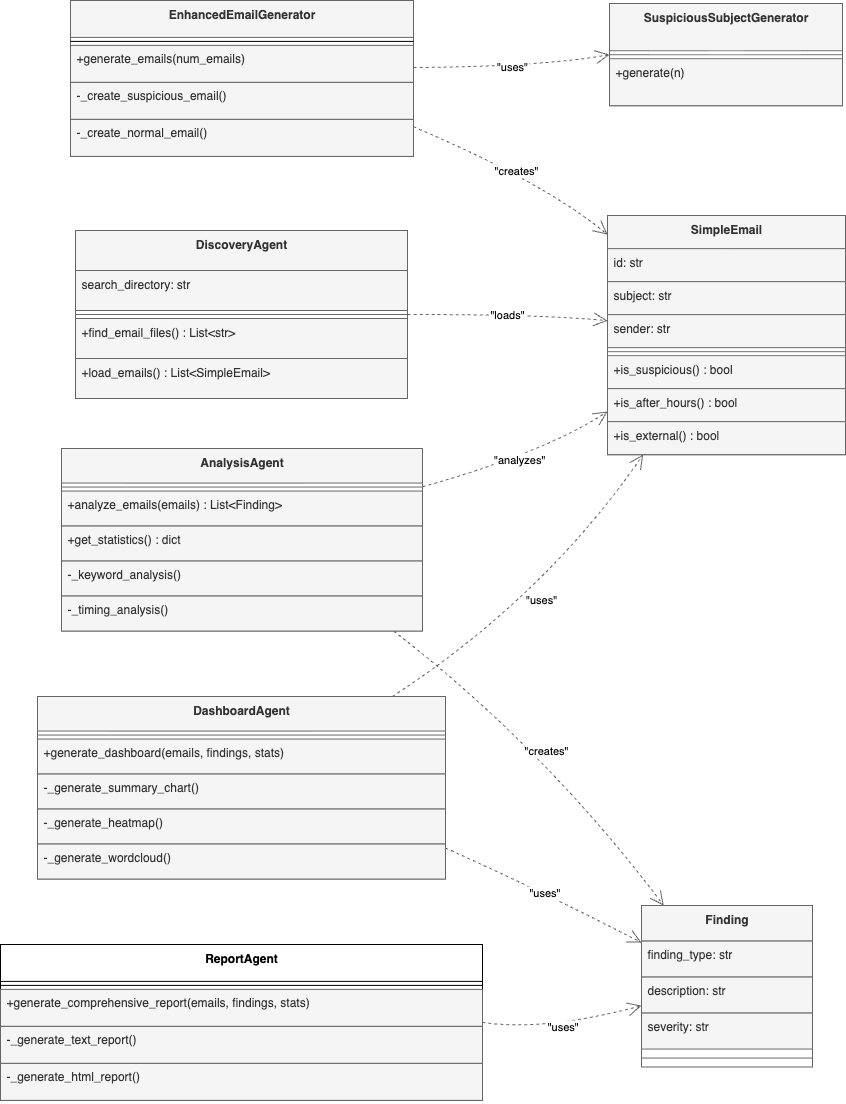 EnhancedEmailGenerator
+generate_emails(num_emails)
-_create_suspicious_email()
-_create_normal_email()
"uses"
SuspiciousSubjectGenerator
+generate(n)
"creates"
DiscoveryAgent
search_directory: str
+find_email_files() : List<str>
+load_emails() : List<SimpleEmail>
"loads"
SimpleEmail
id: str
subject: str
sender: str
+is_suspicious() : bool
+is_after_hours() : bool
+is_external() : bool
AnalysisAgent
+analyze_emails(emails) : List<Finding>
+get_statistics() : dict
-_keyword_analysis()
-_timing_analysis()
"analyzes"
"uses"
"creates"
DashboardAgent
+generate_dashboard(emails, findings, stats)
-_generate_summary_chart()
-_generate_heatmap()
-_generate_wordcloud()
"uses"
ReportAgent
+generate_comprehensive_report(emails, findings, stats)
-_generate_text_report()
-_generate_html_report()
"uses"
Finding
finding_type: str
description: str
severity: str